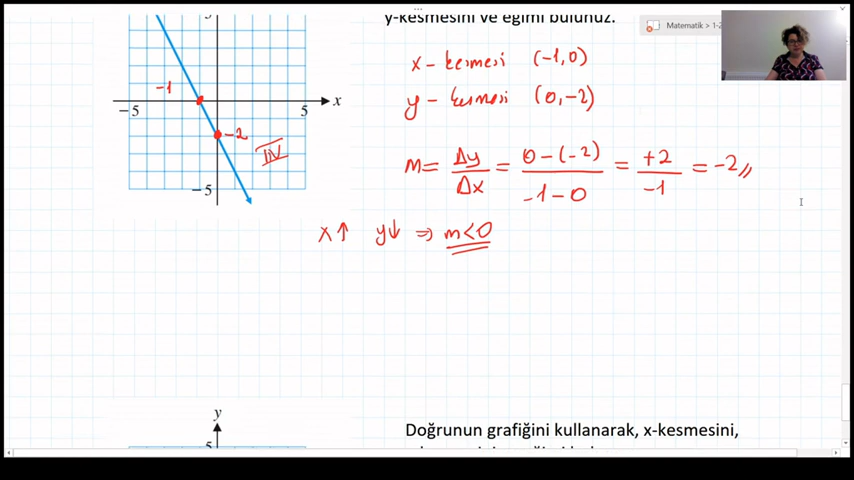 5
y-kesmesini ve eğimi bulunuz.
Matematik > 1-2
x - kesmesi (-1,0)
-1
x
-5
5
y - kesmesi (0,-2)
-2
IV
M = Δy/Δx = 0-(-2)/-1-0 = +2/-1 = -2//
-5
x↑ y↓ ⇒ m<0
y
Doğrunun grafiğini kullanarak, x-kesmesini,
5